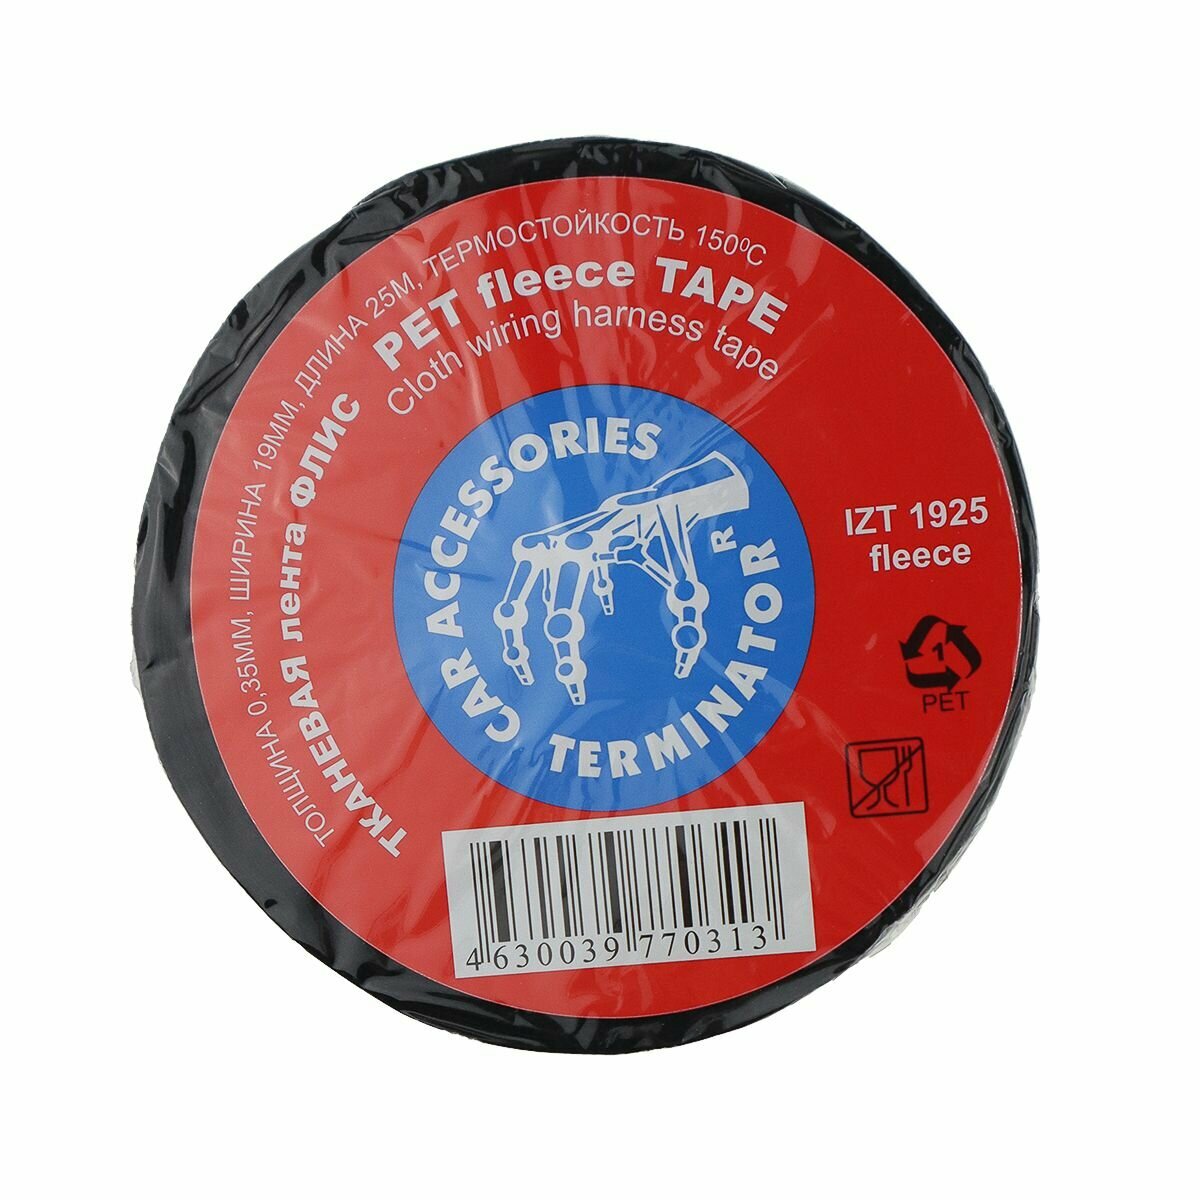 ТОЛЩИНА 0,35ММ, ШИРИНА 19ММ, ДЛИНА 25М, ТЕРМОСТОЙКОСТЬ 150⁰С
ТКАНЕВАЯ лента ФЛИС
PET fleece TAPE
Cloth wiring harness tape
CAR ACCESSORIES
TERMINATOR R
IZT 1925
fleece
1
PET
4630039770313